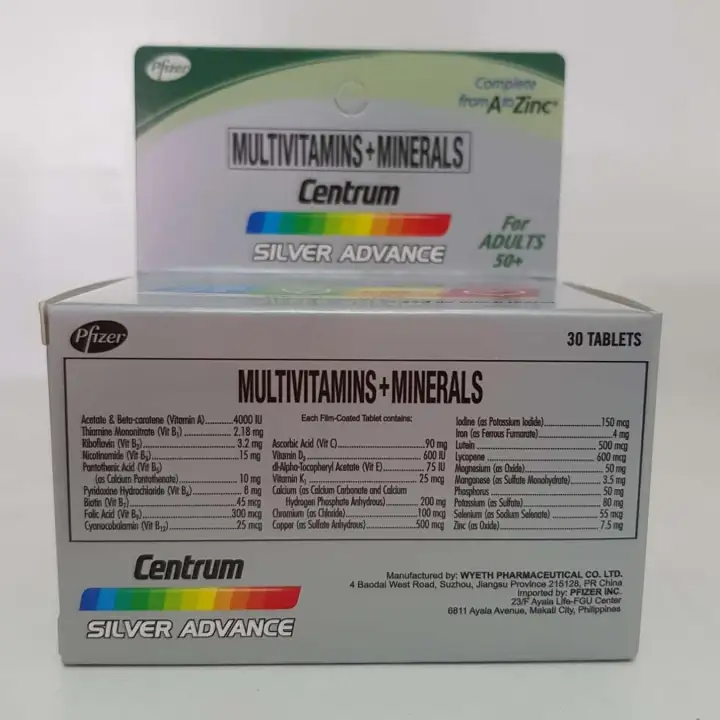 Pfizer
Complete
from A to Zinc®
MULTIVITAMINS+MINERALS
Centrum
SILVER ADVANCE
For
ADULTS
50+
Pfizer
30 TABLETS
MULTIVITAMINS+MINERALS
Each Film-Coated Tablet contains:
Acetate & Beta-carotene (Vitamin A)..........4000 IU
Thiamine Mononitrate (Vit B1) .......... 2.18 mg
Riboflavin (Vit B2) .......... 3.2 mg
Nicotinamide (Vit B3) .......... 15 mg
Pantothenic Acid (Vit B5)
(as Calcium Pantothenate) .......... 10 mg
Pyridoxine Hydrochloride (Vit B6) .......... 8 mg
Biotin (Vit B7) .......... 45 mcg
Folic Acid (Vit B9) .......... 300 mcg
Cyanocobalamin (Vit B12) .......... 25 mcg
Ascorbic Acid (Vit C) .......... 90 mg
Vitamin D3 .......... 600 IU
dl-Alpha-Tocopheryl Acetate (Vit E) .......... 75 IU
Vitamin K1 .......... 25 mcg
Calcium (as Calcium Carbonate and Calcium
Hydrogen Phosphate Anhydrous) .......... 200 mg
Chromium (as Chloride) .......... 100 mcg
Copper (as Sulfate Anhydrous) .......... 500 mcg
Iodine (as Potassium Iodide) .......... 150 mcg
Iron (as Ferrous Fumarate) .......... 4 mg
Lutein .......... 500 mcg
Lycopene .......... 600 mcg
Magnesium (as Oxide) .......... 50 mg
Manganese (as Sulfate Monohydrate) .......... 3.5 mg
Phosphorus .......... 50 mg
Potassium (as Sulfate) .......... 80 mg
Selenium (as Sodium Selenate) .......... 55 mcg
Zinc (as Oxide) .......... 7.5 mg
Centrum
SILVER ADVANCE
Manufactured by: WYETH PHARMACEUTICAL CO. LTD.
4 Baodai West Road, Suzhou, Jiangsu Province 215128, PR China
Imported by: PFIZER INC.
23/F Ayala Life-FGU Center
6811 Ayala Avenue, Makati City, Philippines